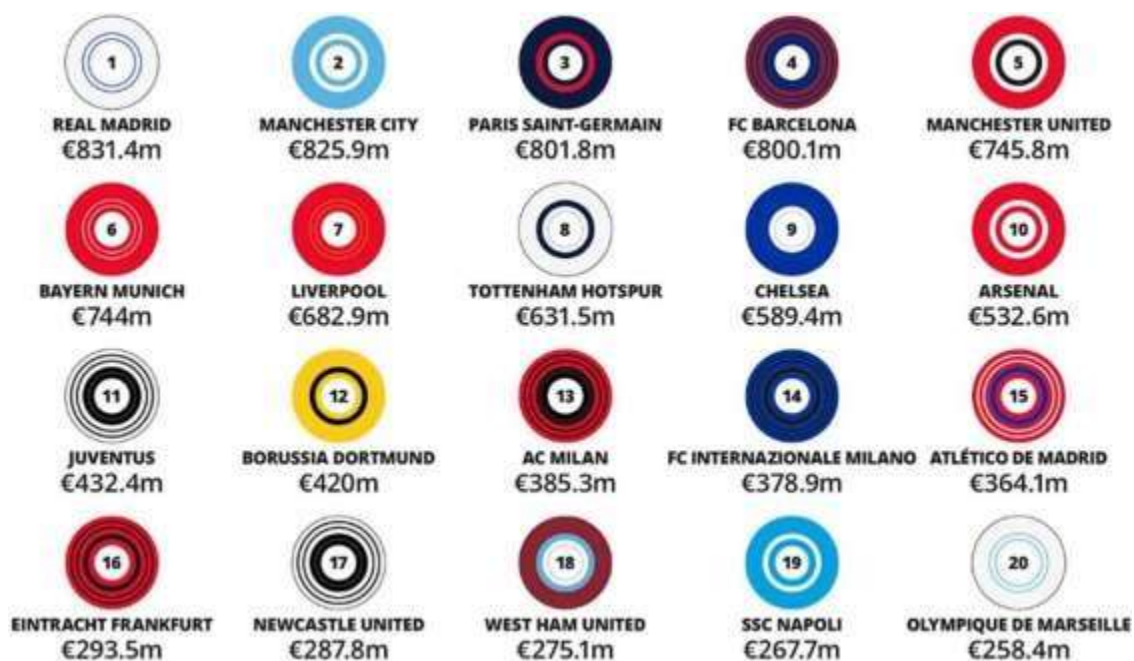 1 2 3 4 5
REAL MADRID MANCHESTER CITY PARIS SAINT-GERMAIN FC BARCELONA MANCHESTER UNITED
€831.4m €825.9m €801.8m €800.1m €745.8m
6 7 8 9 10
BAYERN MUNICH LIVERPOOL TOTTENHAM HOTSPUR CHELSEA ARSENAL
€744m €682.9m €631.5m €589.4m €532.6m
11 12 13 14 15
JUVENTUS BORUSSIA DORTMUND AC MILAN FC INTERNAZIONALE MILANO ATLÉTICO DE MADRID
€432.4m €420m €385.3m €378.9m €364.1m
16 17 18 19 20
EINTRACHT FRANKFURT NEWCASTLE UNITED WEST HAM UNITED SSC NAPOLI OLYMPIQUE DE MARSEILLE
€293.5m €287.8m €275.1m €267.7m €258.4m